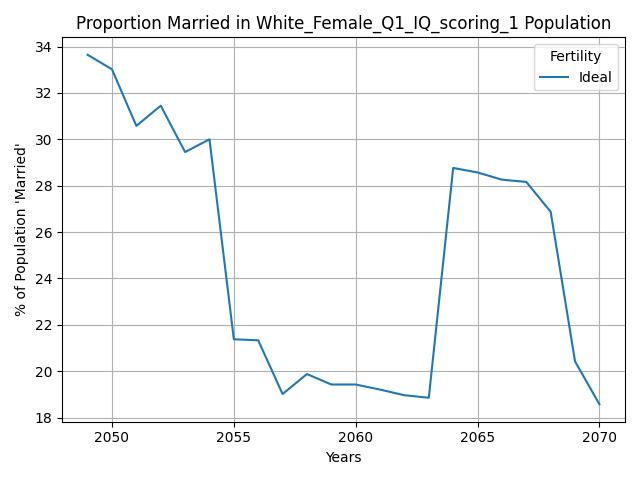 Proportion Married in White_Female_Q1_IQ_scoring_1 Population
Fertility
Ideal
% of Population 'Married'
34
32
30
28
26
24
22
20
18
2050
2055
2060
2065
2070
Years